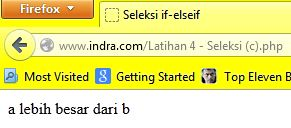 Firefox
Seleksi if-elseif
www.indra.com/Latihan 4 - Seleksi (c).php
Most Visited Getting Started Top Eleven B
a lebih besar dari b